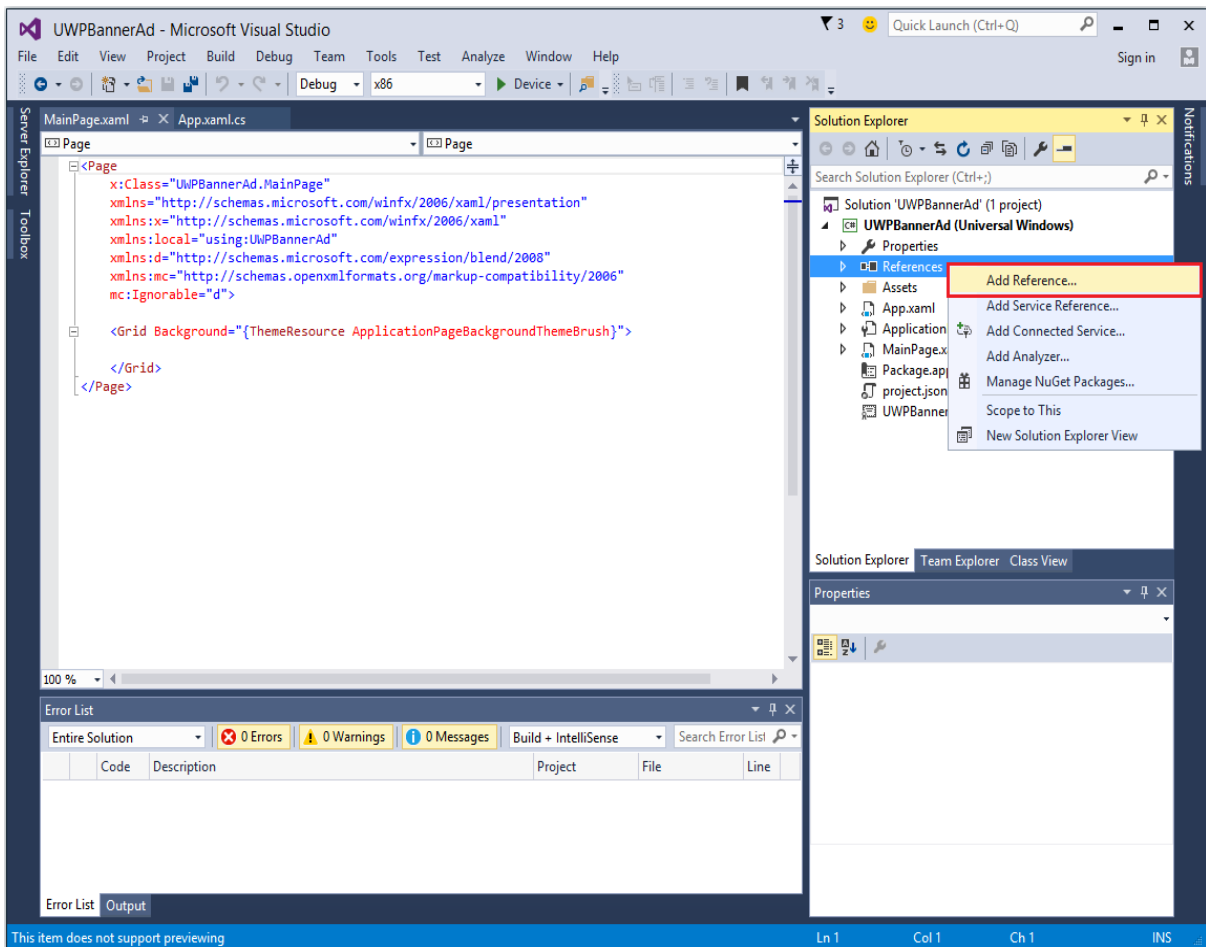 UWPBannerAd - Microsoft Visual Studio
3
Quick Launch (Ctrl+Q)
File Edit View Project Build Debug Team Tools Test Analyze Window Help
Sign in
Debug x86 Device
Server Explorer
Toolbox
MainPage.xaml App.xaml.cs
Page Page
<Page
x:Class="UWPBannerAd.MainPage"
xmlns="http://schemas.microsoft.com/winfx/2006/xaml/presentation"
xmlns:x="http://schemas.microsoft.com/winfx/2006/xaml"
xmlns:local="using:UWPBannerAd"
xmlns:d="http://schemas.microsoft.com/expression/blend/2008"
xmlns:mc="http://schemas.openxmlformats.org/markup-compatibility/2006"
mc:Ignorable="d">
<Grid Background="{ThemeResource ApplicationPageBackgroundThemeBrush}">
</Grid>
</Page>
100 %
Solution Explorer
Search Solution Explorer (Ctrl+;)
Solution 'UWPBannerAd' (1 project)
C# UWPBannerAd (Universal Windows)
Properties
References
Assets
App.xaml
Application
MainPage.x
Package.app
project.json
UWPBanner
Add Reference...
Add Service Reference...
Add Connected Service...
Add Analyzer...
Manage NuGet Packages...
Scope to This
New Solution Explorer View
Notifications
Solution Explorer Team Explorer Class View
Properties
Error List
Entire Solution 0 Errors 0 Warnings 0 Messages Build + IntelliSense Search Error List
Code Description Project File Line
Error List Output
This item does not support previewing Ln 1 Col 1 Ch 1 INS